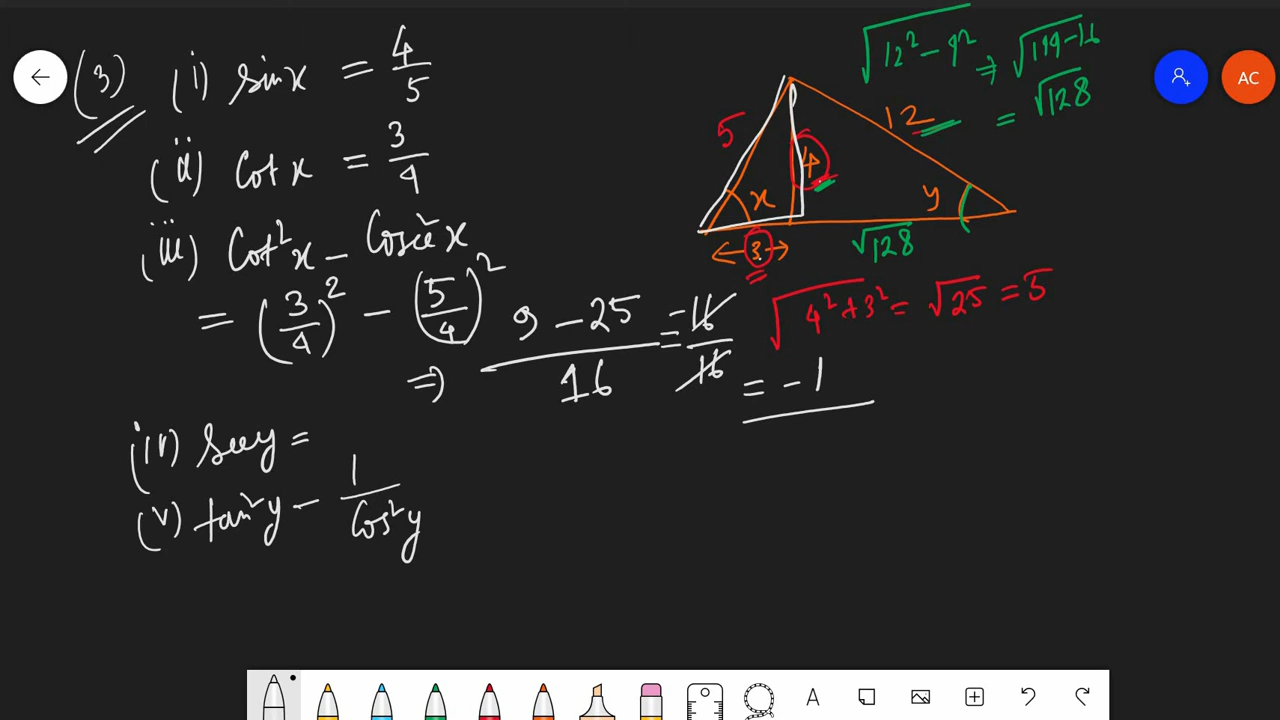 (3) (i) sin x = 4/5
(ii) Cot x = 3/4
(iii) Cot²x - Cosec²x
= (3/4)² - (5/4)²
⇒ 9 - 25 / 16 = -16/16
= -1
(iv) Sec y =
(v) tan²y - 1/Cos²y
√12² - 4² ⇒ √144-16
= √128
5
4
12
x
y
3
√128
√4² + 3² = √25 = 5
AC
A